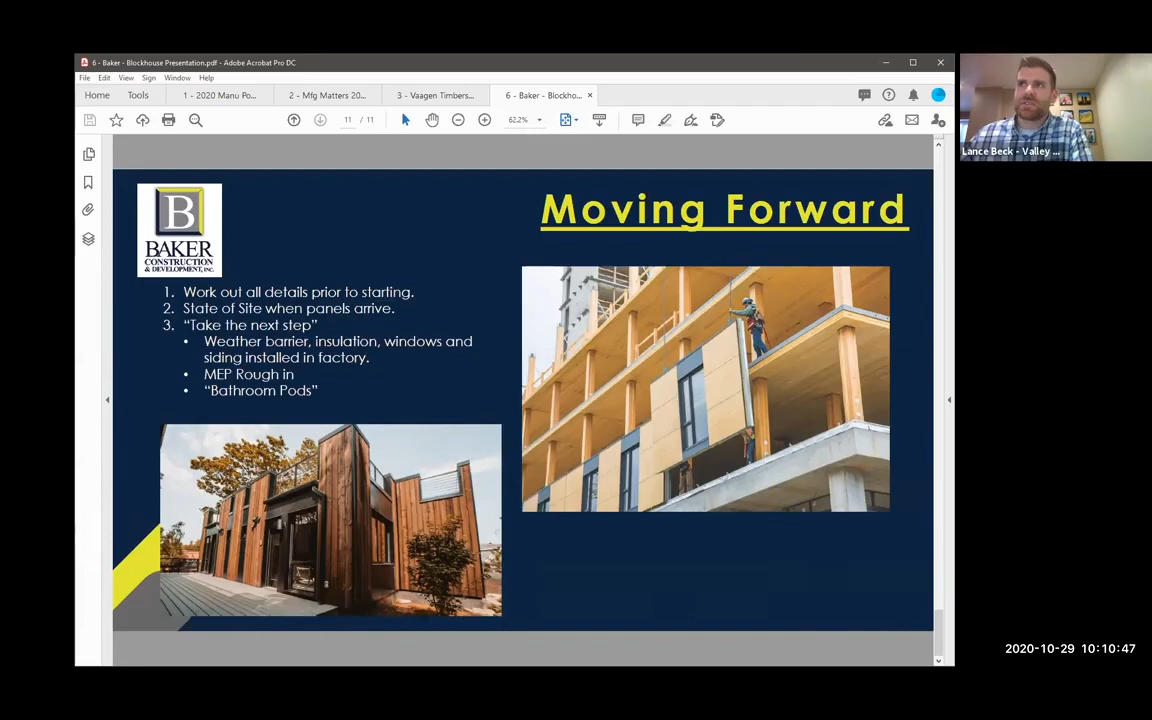 6 - Baker - Blockhouse Presentation.pdf - Adobe Acrobat Pro DC
File Edit View Sign Window Help
Home Tools 1 - 2020 Manu Po... 2 - Mfg Matters 20... 3 - Vaagen Timbers... 6 - Baker - Blockho... ×
11 / 11 62.2%
Lance Beck - Valley ...
B
BAKER
CONSTRUCTION
& DEVELOPMENT, INC.
Moving Forward
1. Work out all details prior to starting.
2. State of Site when panels arrive.
3. “Take the next step”
• Weather barrier, insulation, windows and
siding installed in factory.
• MEP Rough in
• “Bathroom Pods”
2020-10-29 10:10:47